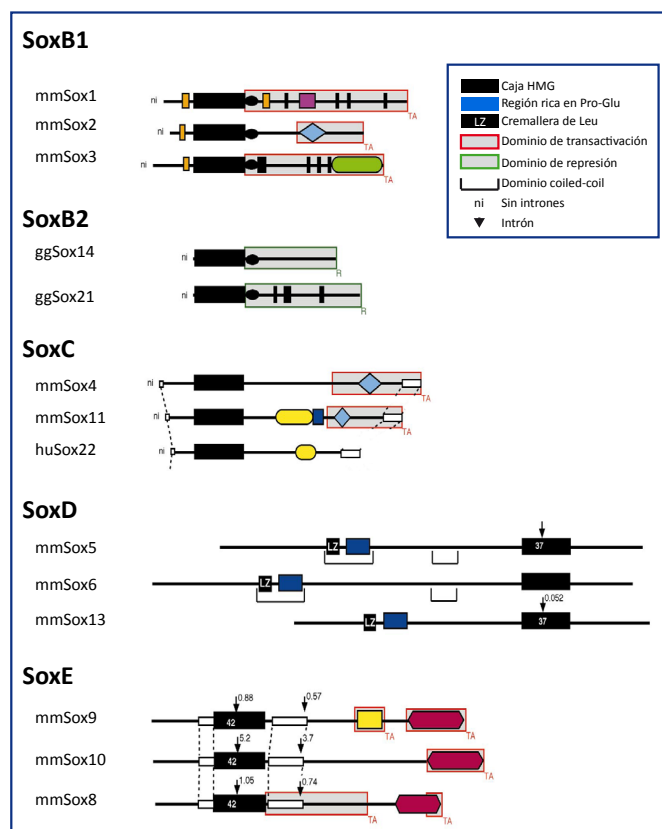 SoxB1
mmSox1
ni
TA
mmSox2
ni
TA
mmSox3
ni
TA
Caja HMG
Región rica en Pro-Glu
LZ Cremallera de Leu
Dominio de transactivación
Dominio de represión
Dominio coiled-coil
ni Sin intrones
Intrón
SoxB2
ggSox14
ni
R
ggSox21
ni
R
SoxC
mmSox4
ni
TA
mmSox11
ni
TA
huSox22
ni
SoxD
mmSox5
LZ
37
mmSox6
LZ
0.052
mmSox13
LZ
37
SoxE
0.88
0.57
mmSox9
42
TA
TA
5.2
3.7
mmSox10
42
TA
1.05
0.74
mmSox8
42
TA
TA